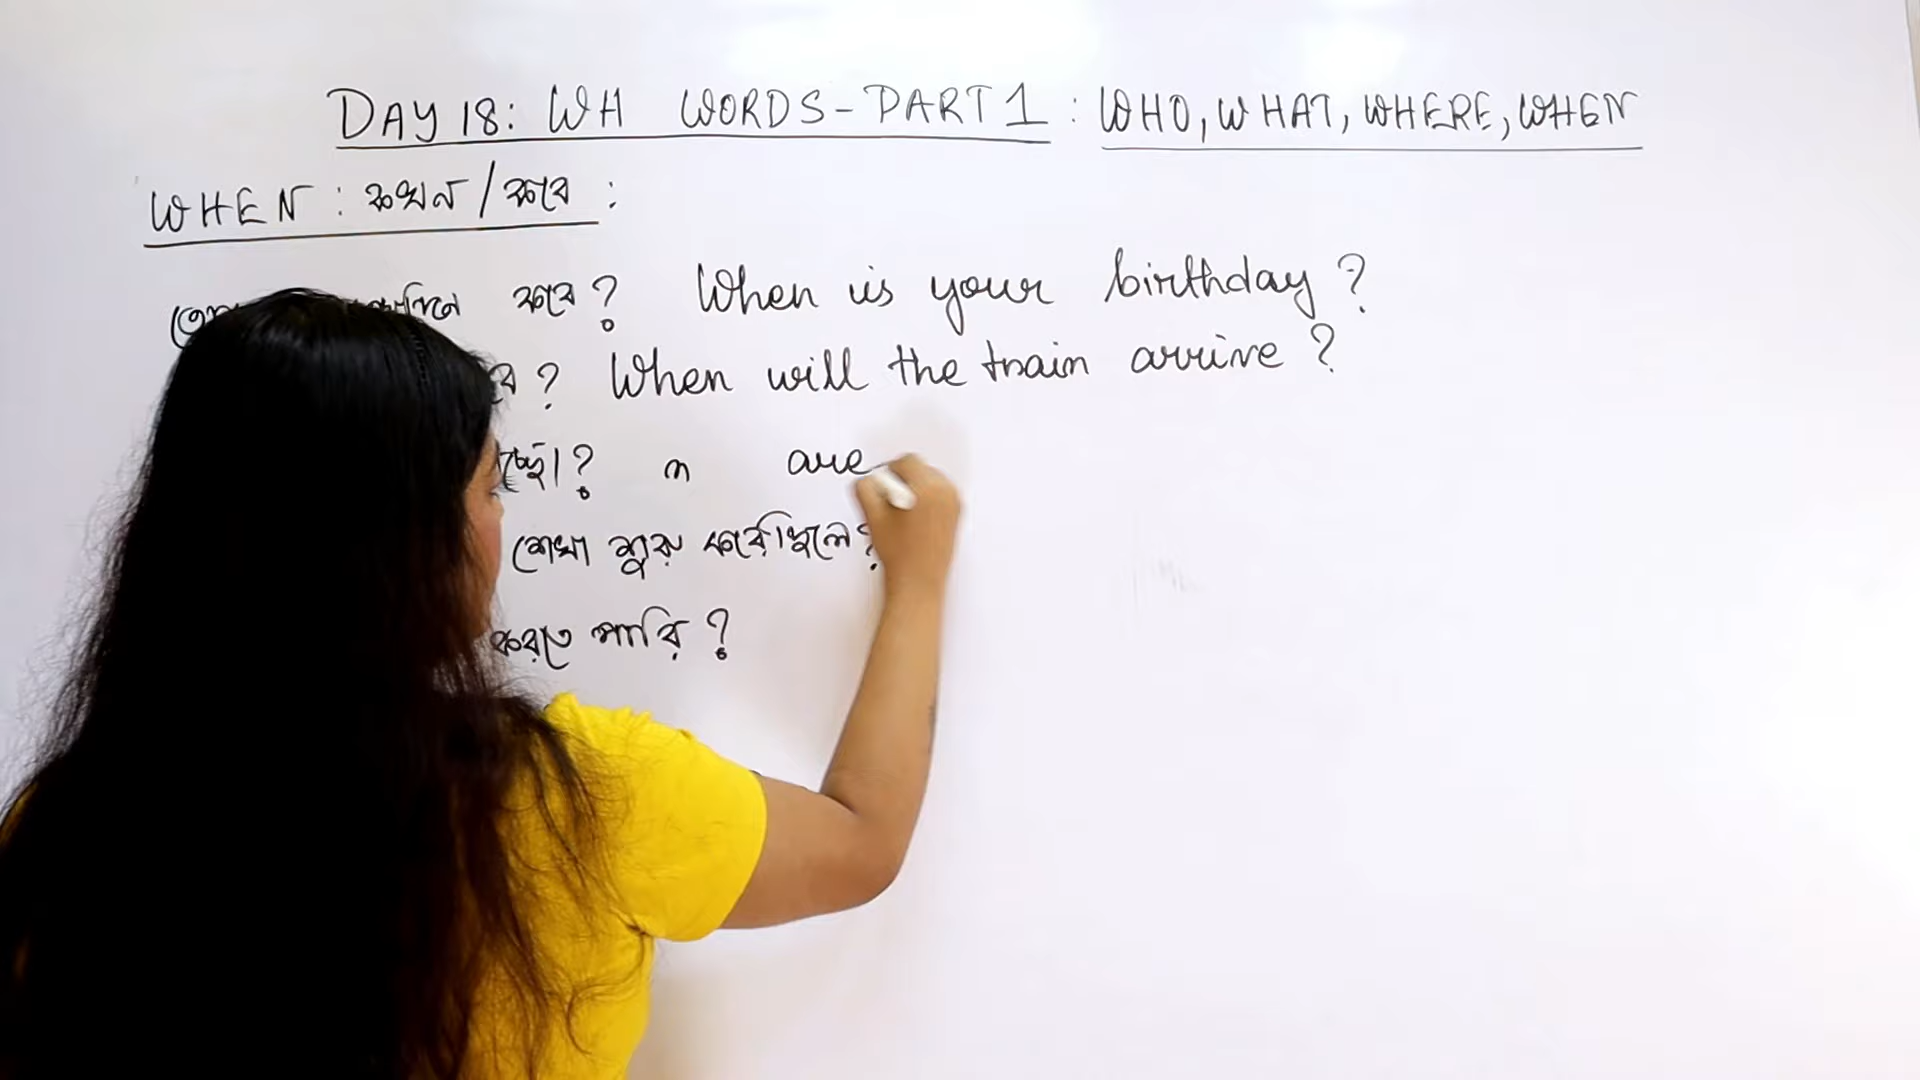 DAY 18: WH WORDS - PART 1 : WHO, WHAT, WHERE, WHEN
WHEN : কখন / কবে :
কবে ? When is your birthday ?
? When will the train arrive ?
? are
শেখা শুরু করেছিলে ?
করতে পারি ?